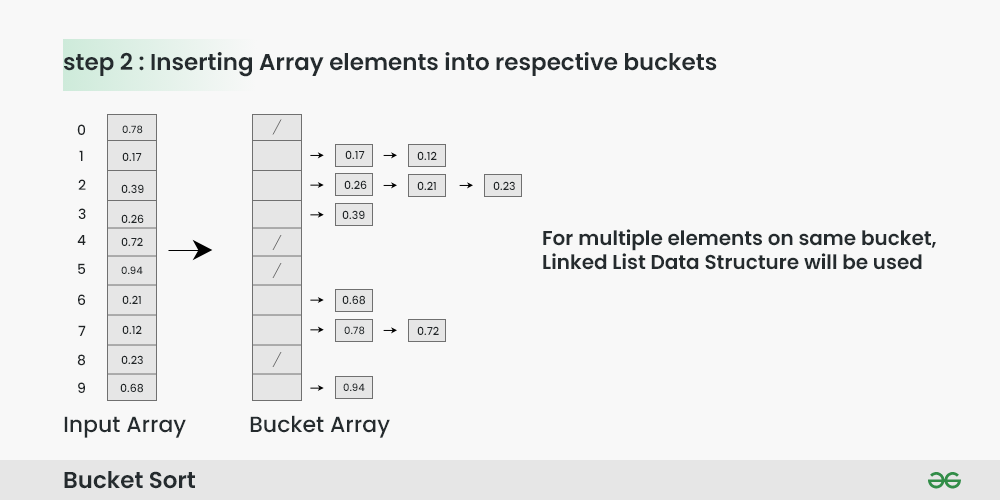 step 2 : Inserting Array elements into respective buckets
0 0.78 /
1 0.17 0.17 0.12
2 0.39 0.26 0.21 0.23
3 0.26 0.39
4 0.72 /
5 0.94 /
6 0.21 0.68
7 0.12 0.78 0.72
8 0.23 /
9 0.68 0.94
For multiple elements on same bucket,
Linked List Data Structure will be used
Input Array Bucket Array
Bucket Sort